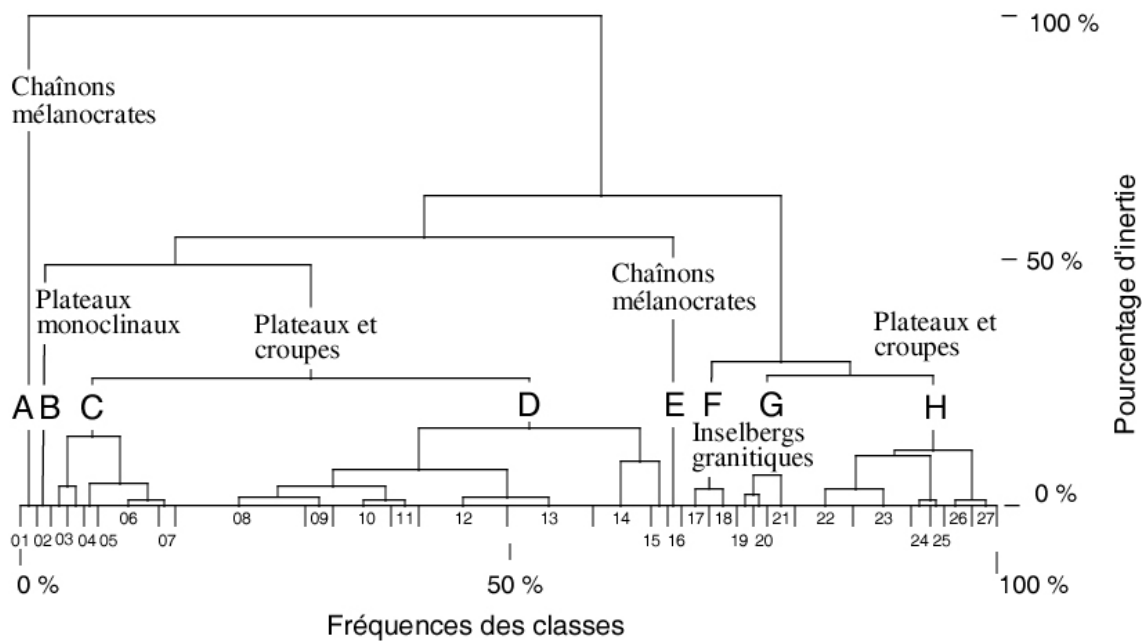 100 %
Chaînons
mélanocrates
50 %
Chaînons
mélanocrates
Plateaux
monoclinaux
Plateaux et
croupes
Plateaux et
croupes
Pourcentage d'inertie
A B C D E F G H
Inselbergs
granitiques
0 %
06 08 09 10 11 12 13 14 17 18 21 22 23 26 27
01 02 03 04 05 07 15 16 19 20 24 25
0 % 50 % 100 %
Fréquences des classes